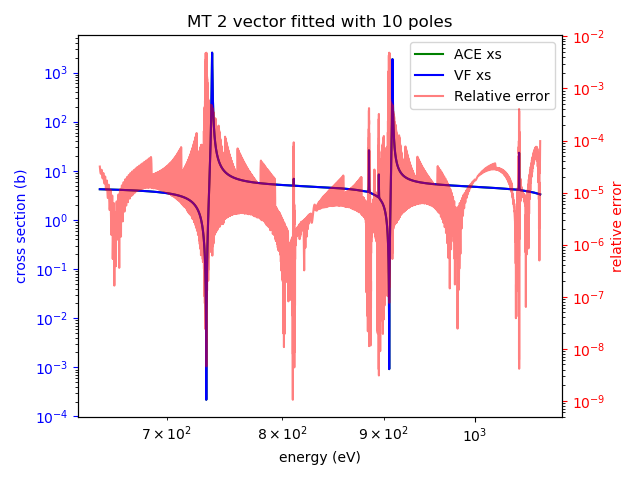 MT 2 vector fitted with 10 poles
ACE xs
VF xs
Relative error
cross section (b)
10³
10²
10¹
10⁰
10⁻¹
10⁻²
10⁻³
10⁻⁴
10⁻²
10⁻³
10⁻⁴
10⁻⁵
10⁻⁶
10⁻⁷
10⁻⁸
10⁻⁹
relative error
7 × 10² 8 × 10² 9 × 10² 10³
energy (eV)